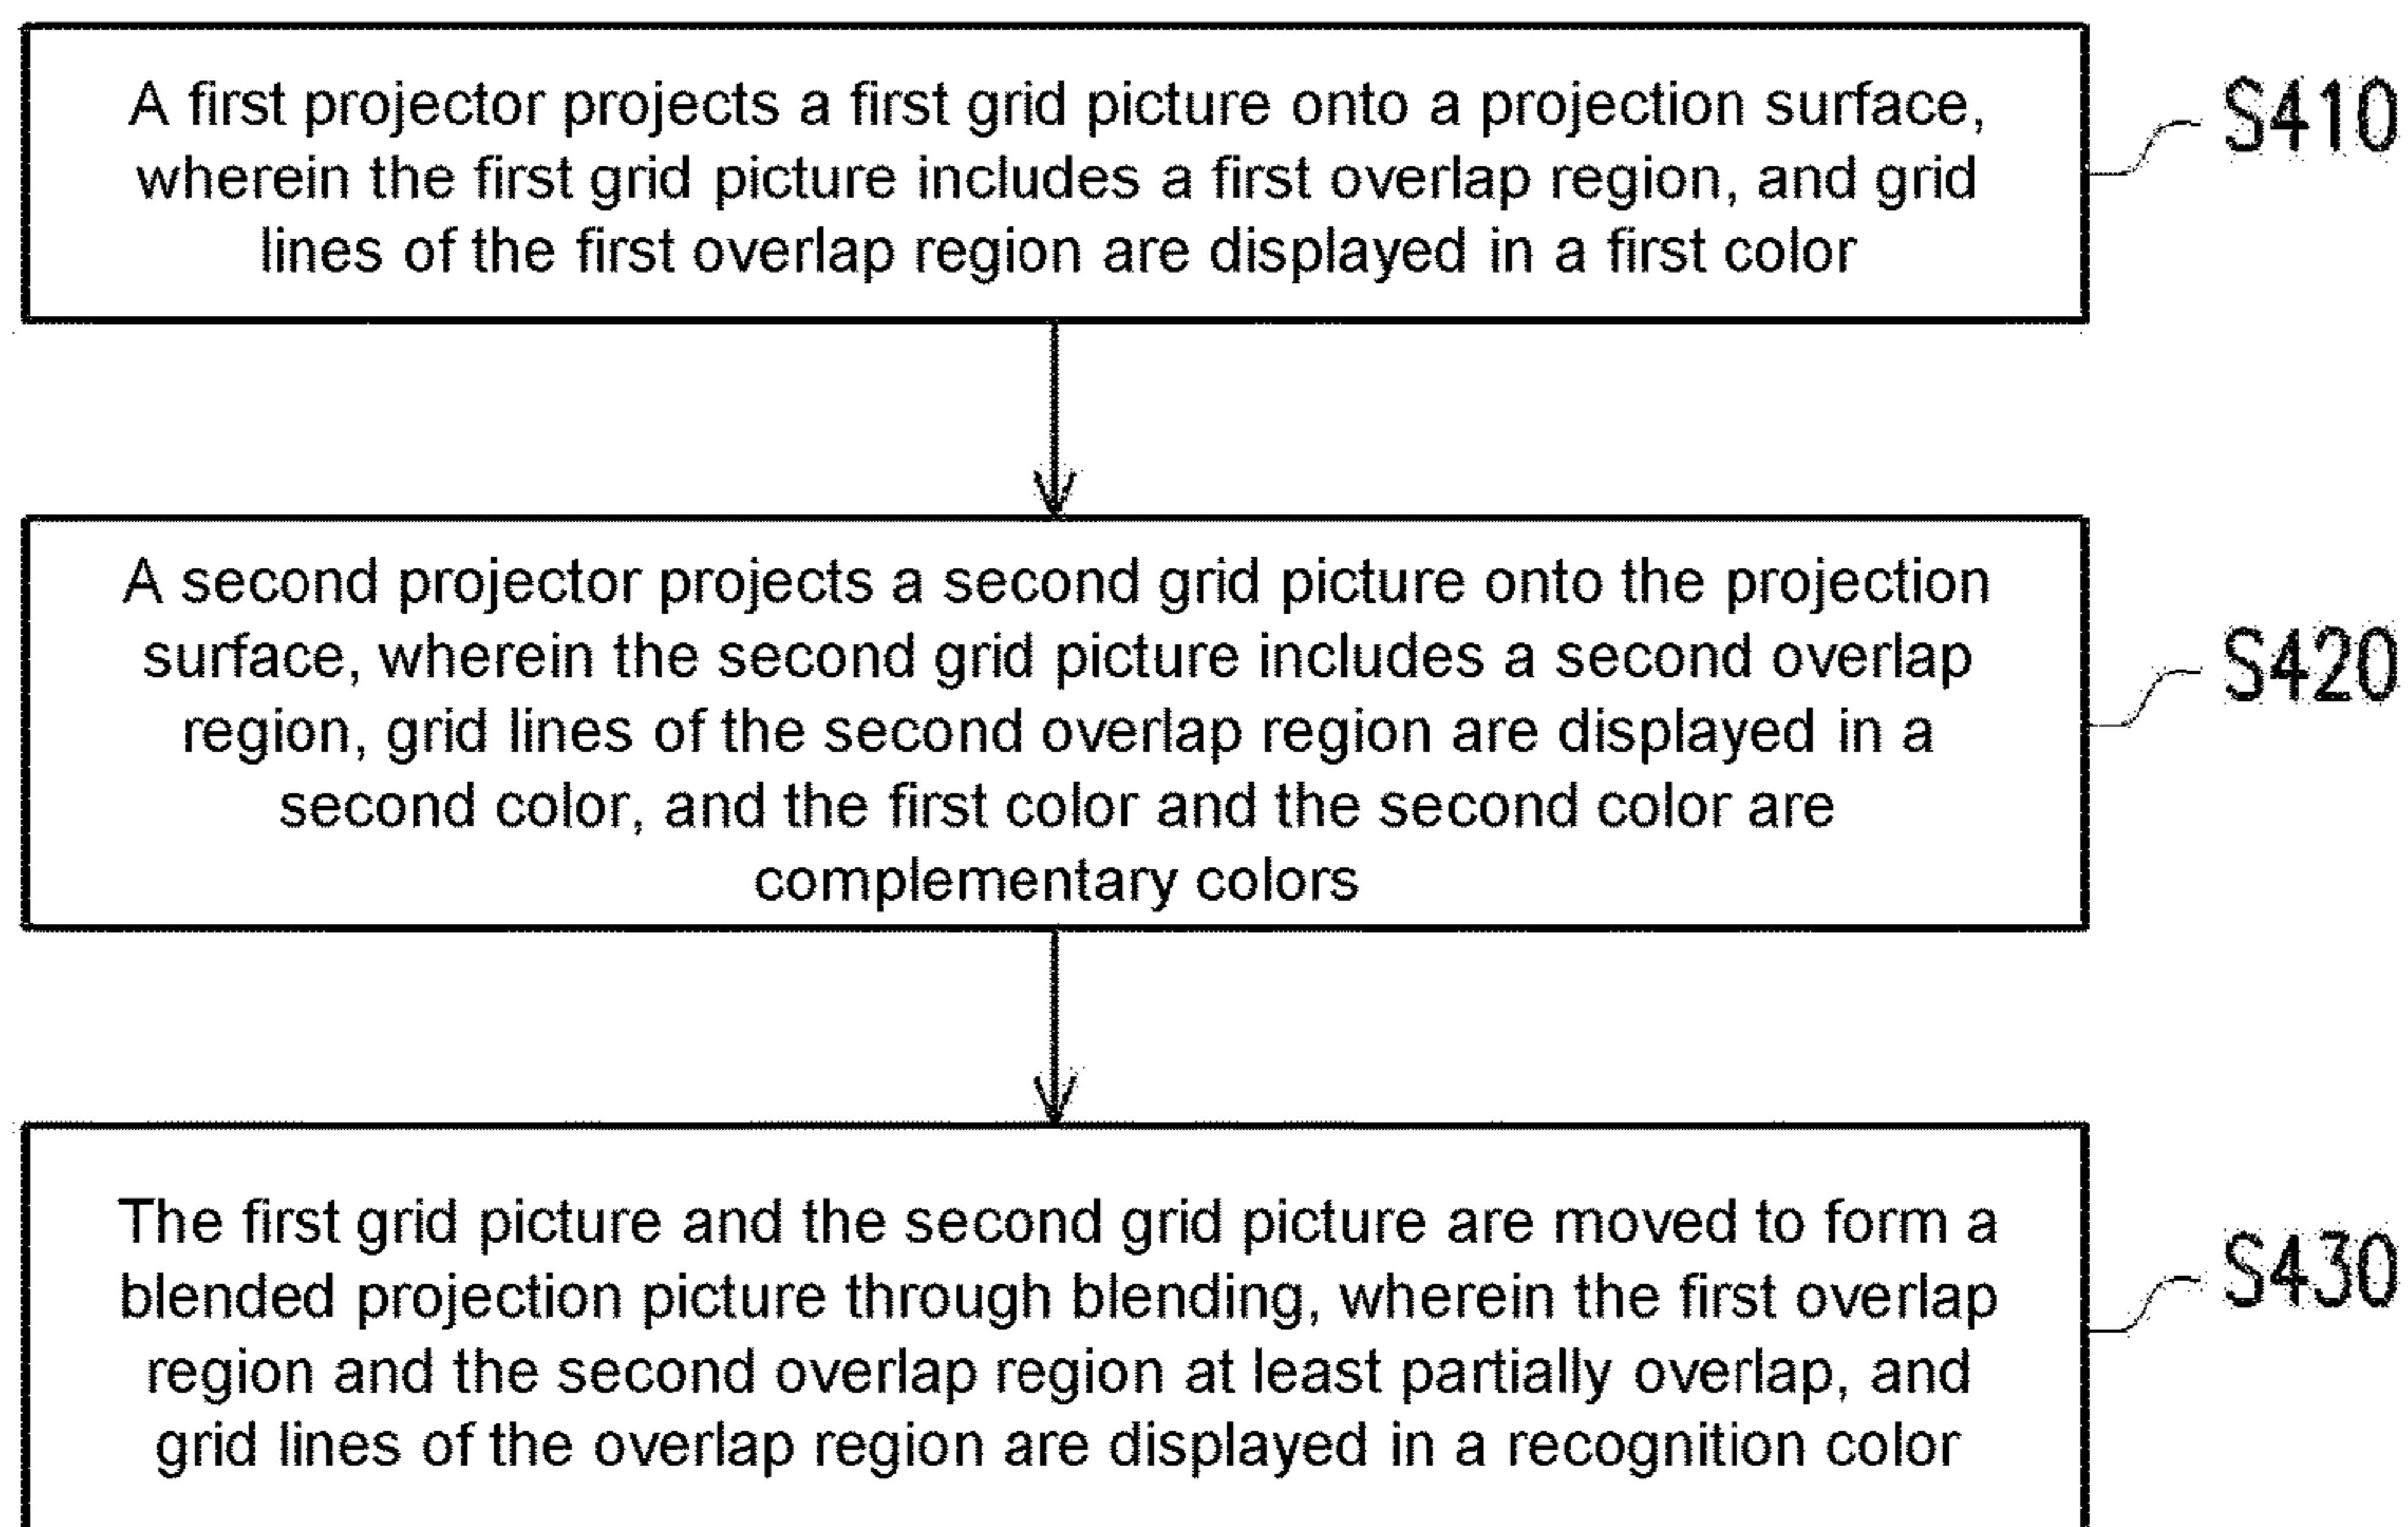 A first projector projects a first grid picture onto a projection surface,
wherein the first grid picture includes a first overlap region, and grid
lines of the first overlap region are displayed in a first color
S410
A second projector projects a second grid picture onto the projection
surface, wherein the second grid picture includes a second overlap
region, grid lines of the second overlap region are displayed in a
second color, and the first color and the second color are
complementary colors
S420
The first grid picture and the second grid picture are moved to form a
blended projection picture through blending, wherein the first overlap
region and the second overlap region at least partially overlap, and
grid lines of the overlap region are displayed in a recognition color
S430